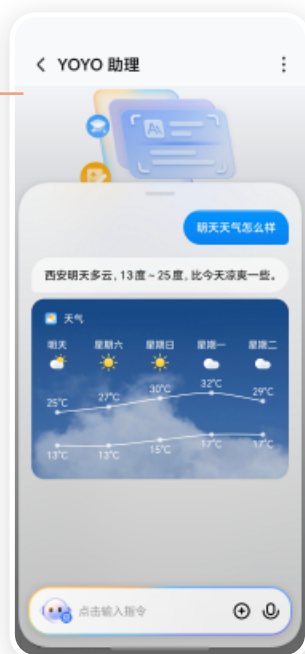 YOYO 助理
明天天气怎么样
西安明天多云，13度~25度，比今天凉爽一些。
天气
明天 星期六 星期日 星期一 星期二
25°C 27°C 30°C 32°C 29°C
13°C 13°C 15°C 17°C 17°C
点击输入指令